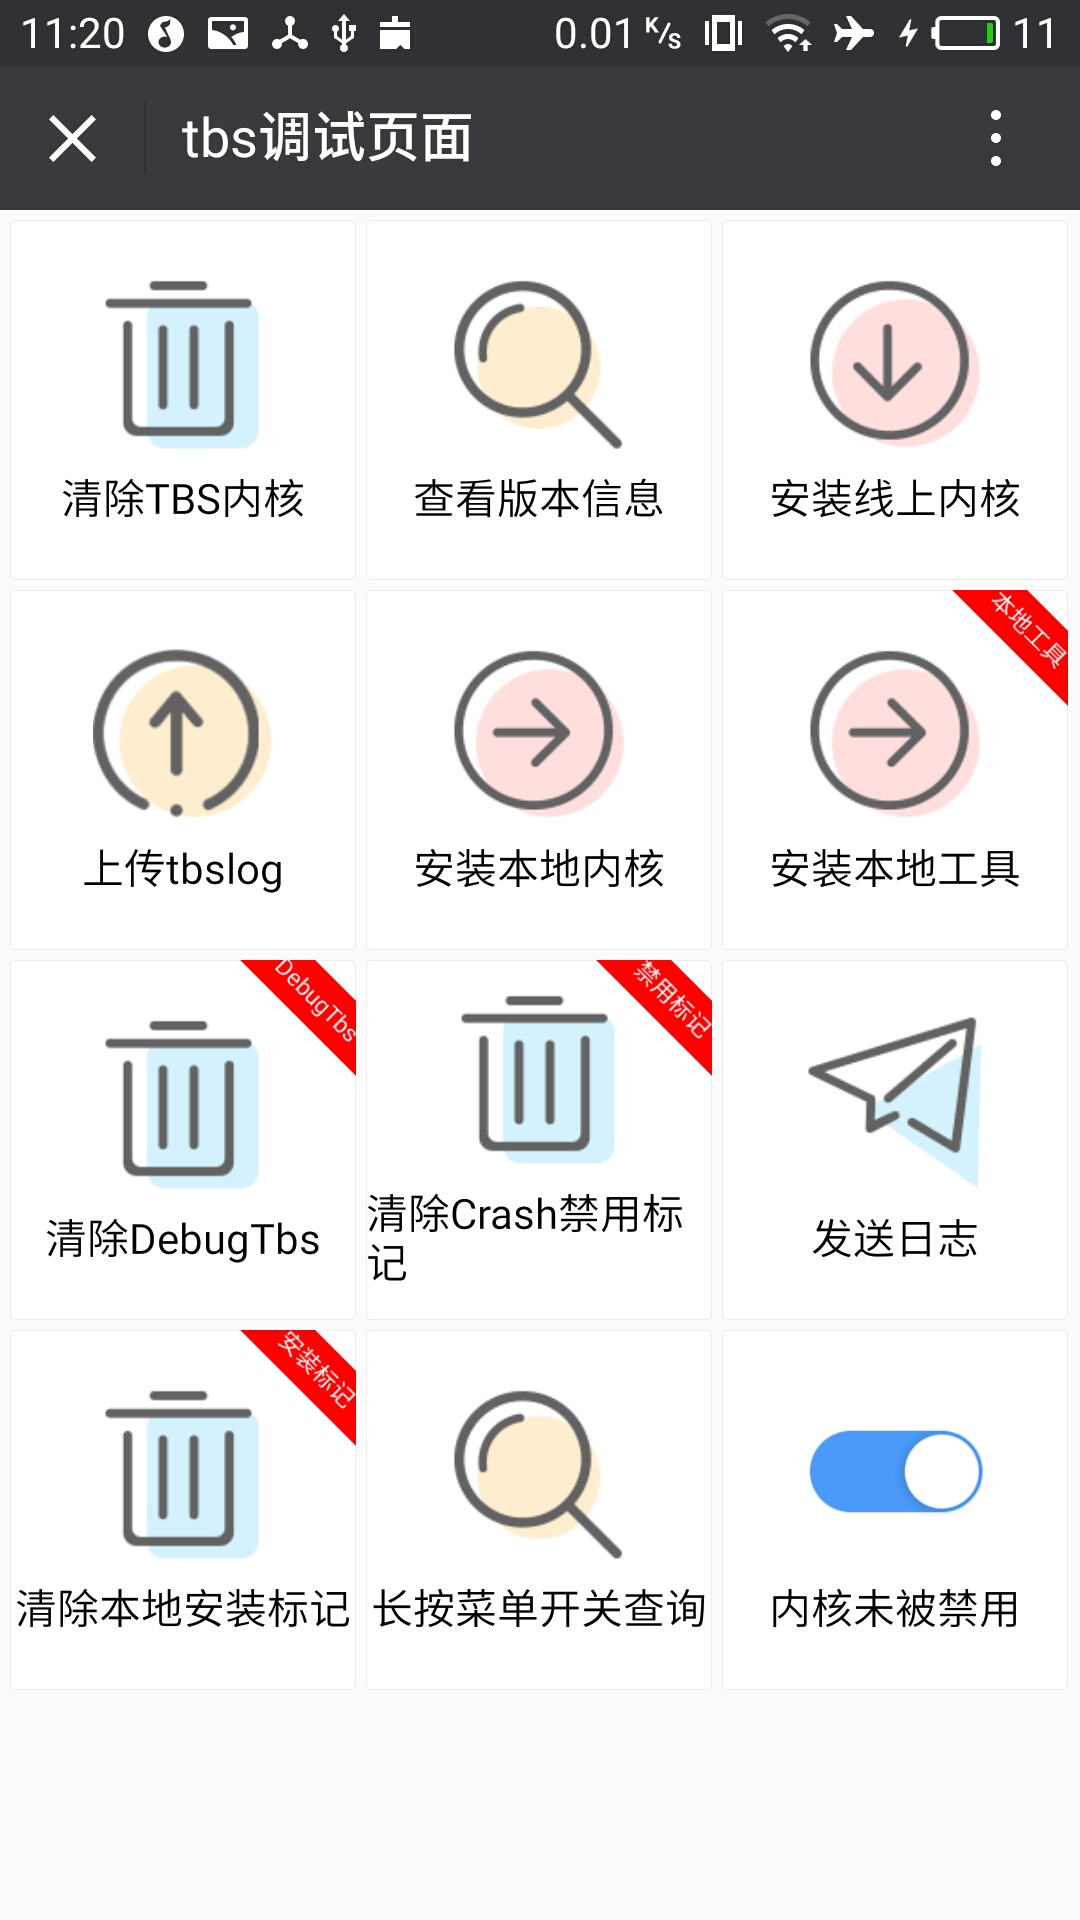 11:20 0.01 K/s 11
tbs调试页面
清除TBS内核
查看版本信息
安装线上内核
本地工具
上传tbslog
安装本地内核
安装本地工具
DebugTbs
禁用标记
清除DebugTbs
清除Crash禁用标
记
发送日志
安装标记
清除本地安装标记
长按菜单开关查询
内核未被禁用